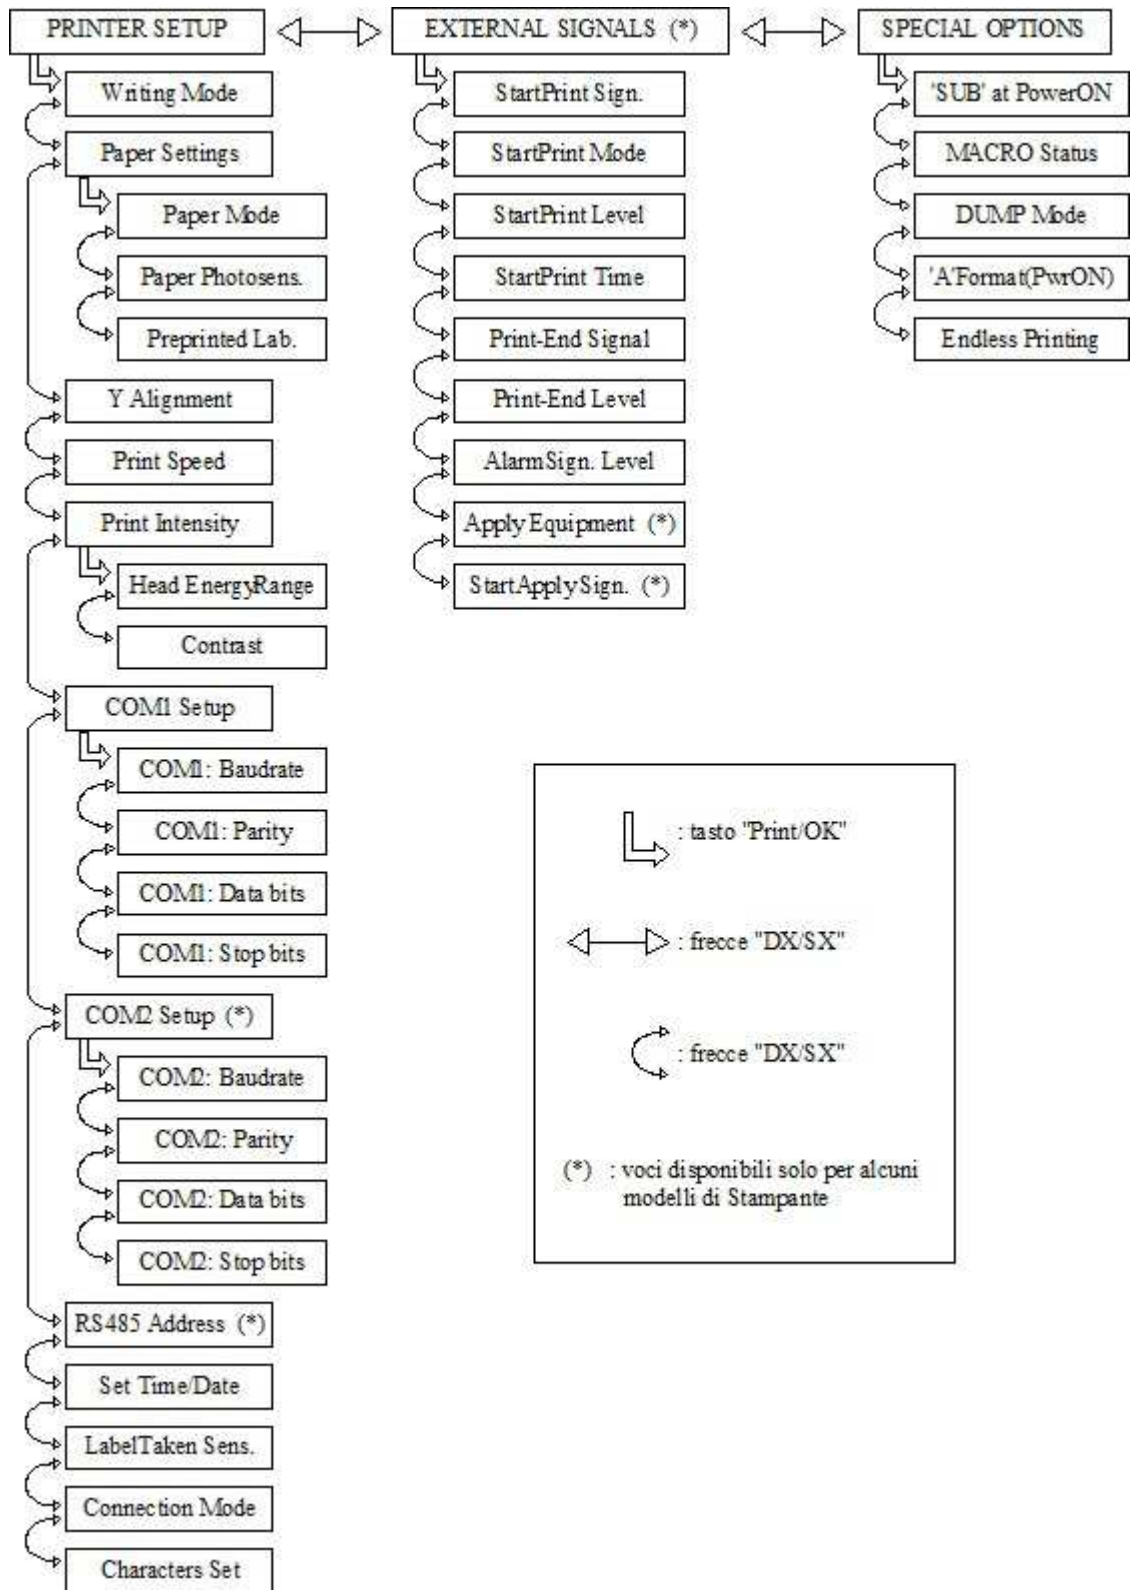 PRINTER SETUP
Writing Mode
Paper Settings
Paper Mode
Paper Photosens.
Preprinted Lab.
Y Alignment
Print Speed
Print Intensity
Head EnergyRange
Contrast
COM1 Setup
COM1: Baudrate
COM1: Parity
COM1: Data bits
COM1: Stop bits
COM2 Setup (*)
COM2: Baudrate
COM2: Parity
COM2: Data bits
COM2: Stop bits
RS485 Address (*)
Set Time/Date
LabelTaken Sens.
Connection Mode
Characters Set
EXTERNAL SIGNALS (*)
StartPrint Sign.
StartPrint Mode
StartPrint Level
StartPrint Time
Print-End Signal
Print-End Level
AlarmSign. Level
ApplyEquipment (*)
StartApplySign. (*)
SPECIAL OPTIONS
'SUB' at PowerON
MACRO Status
DUMP Mode
'A'Format(PwrON)
Endless Printing
: tasto "Print/OK"
: frecce "DX/SX"
: frecce "DX/SX"
(*) : voci disponibili solo per alcuni
modelli di Stampante